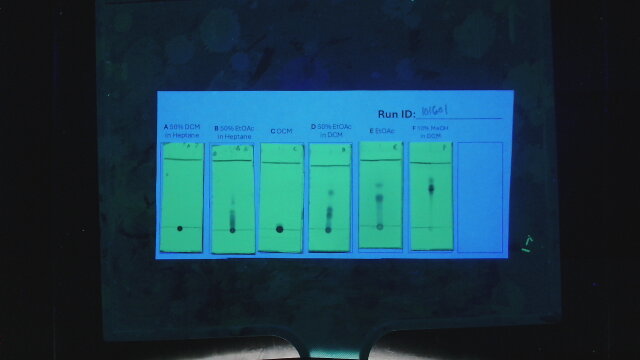 Run ID: 101601
A 50% DCM in Heptane
B 50% EtOAc in Heptane
C DCM
D 50% EtOAc in DCM
E EtOAc
F 10% MeOH in DCM